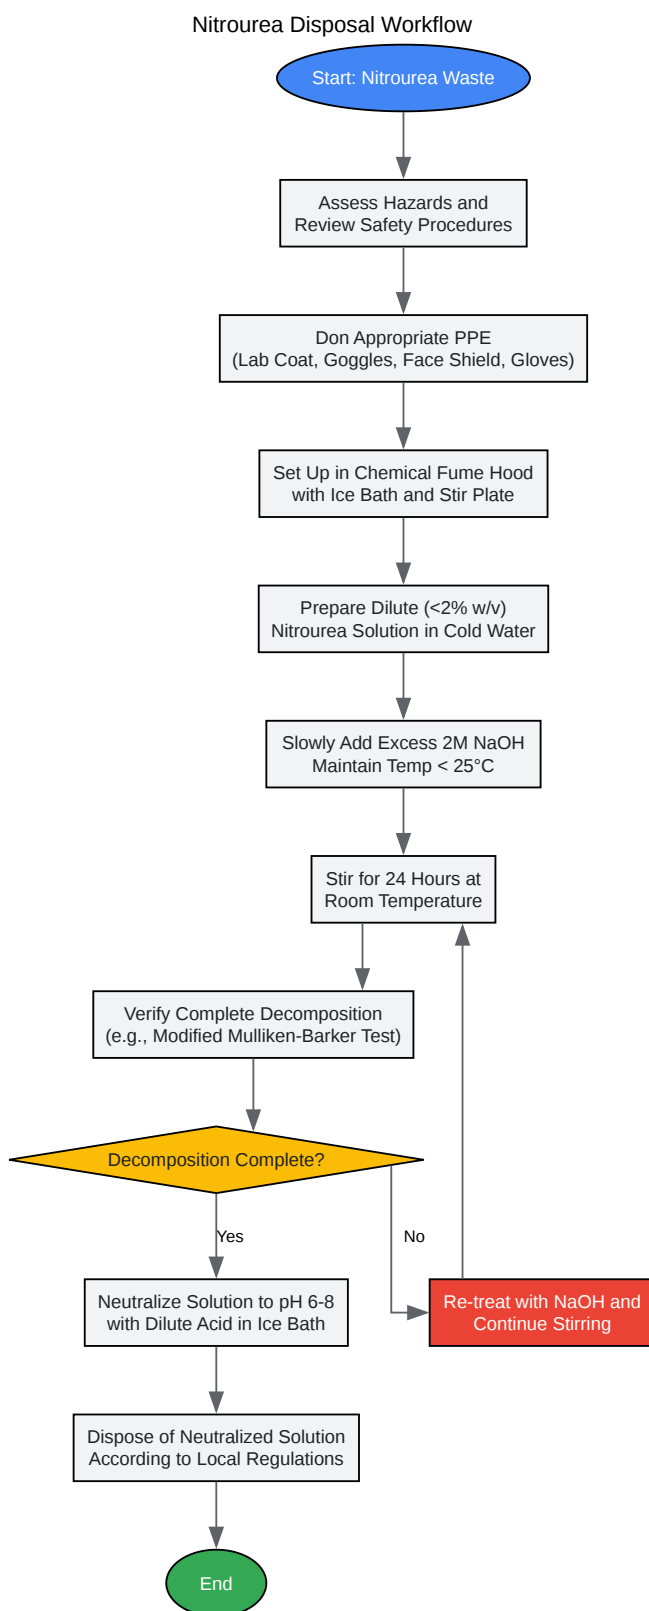 Nitrourea Disposal Workflow
Start: Nitrourea Waste
Assess Hazards and
Review Safety Procedures
Don Appropriate PPE
(Lab Coat, Goggles, Face Shield, Gloves)
Set Up in Chemical Fume Hood
with Ice Bath and Stir Plate
Prepare Dilute (<2% w/v)
Nitrourea Solution in Cold Water
Slowly Add Excess 2M NaOH
Maintain Temp < 25°C
Stir for 24 Hours at
Room Temperature
Verify Complete Decomposition
(e.g., Modified Mulliken-Barker Test)
Decomposition Complete?
Yes
No
Neutralize Solution to pH 6-8
with Dilute Acid in Ice Bath
Re-treat with NaOH and
Continue Stirring
Dispose of Neutralized Solution
According to Local Regulations
End